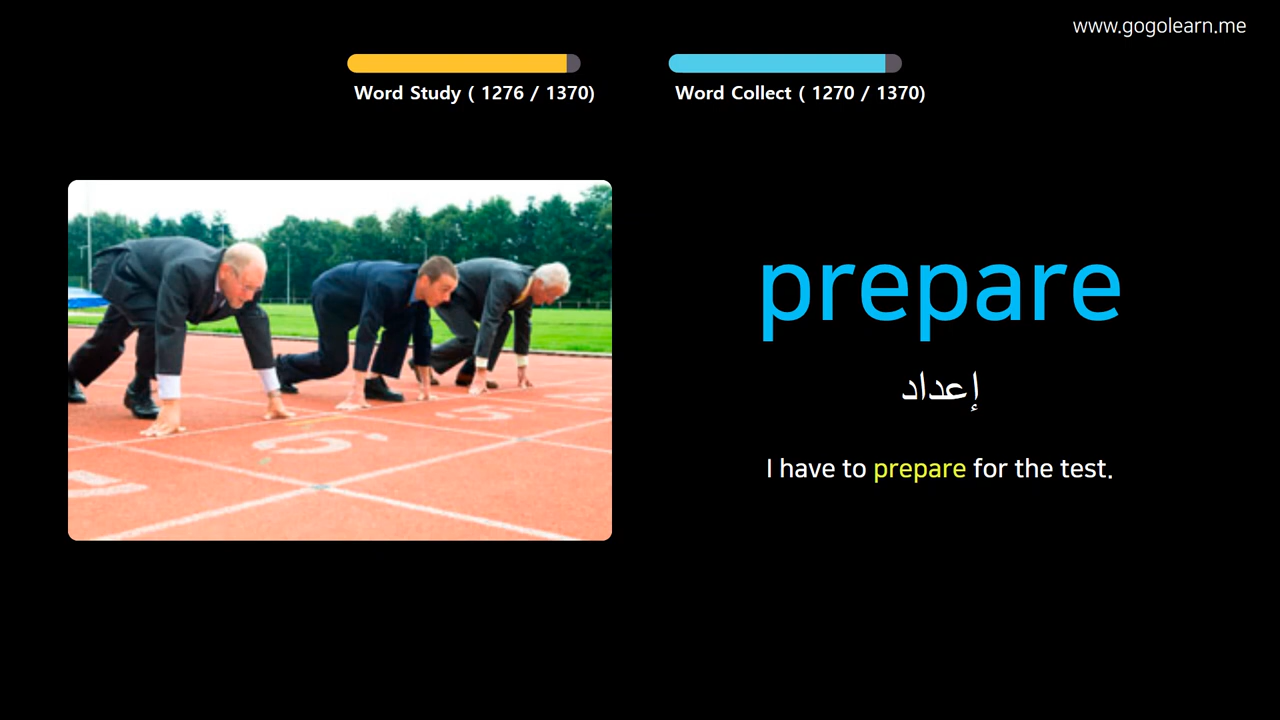 www.gogolearn.me
Word Study ( 1276 / 1370)
Word Collect ( 1270 / 1370)
prepare
إعداد
I have to prepare for the test.